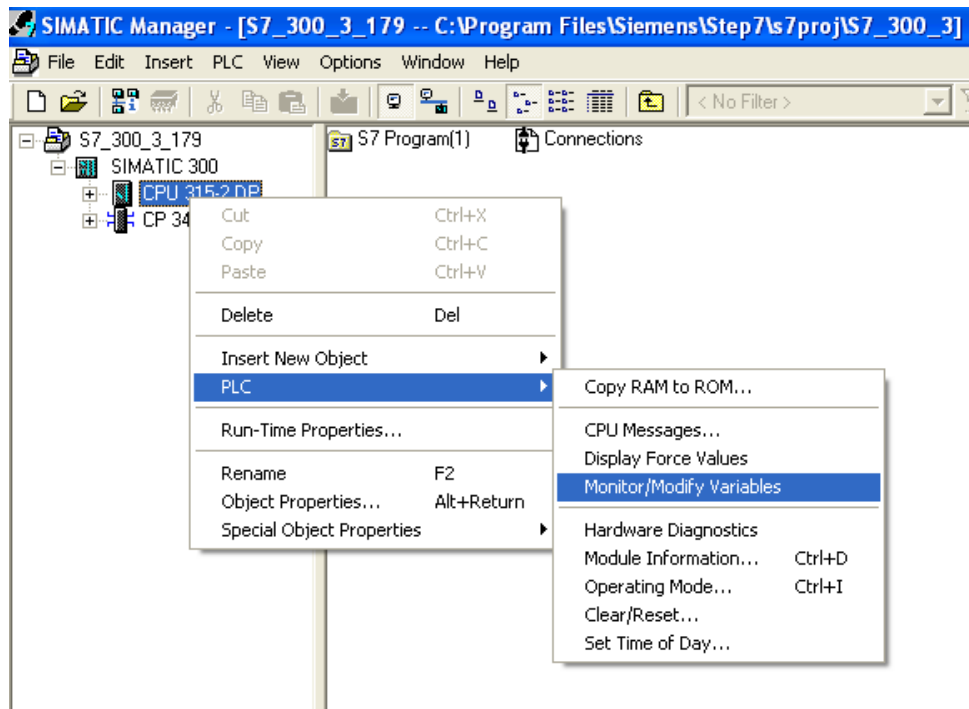 SIMATIC Manager - [S7_300_3_179 -- C:\Program Files\Siemens\Step7\s7proj\S7_300_3]
File Edit Insert PLC View Options Window Help
< No Filter >
S7_300_3_179
SIMATIC 300
CPU 315-2 DP
CP 34
S7 Program(1) Connections
Cut Ctrl+X
Copy Ctrl+C
Paste Ctrl+V
Delete Del
Insert New Object
PLC
Run-Time Properties...
Rename F2
Object Properties... Alt+Return
Special Object Properties
Copy RAM to ROM...
CPU Messages...
Display Force Values
Monitor/Modify Variables
Hardware Diagnostics
Module Information... Ctrl+D
Operating Mode... Ctrl+I
Clear/Reset...
Set Time of Day...